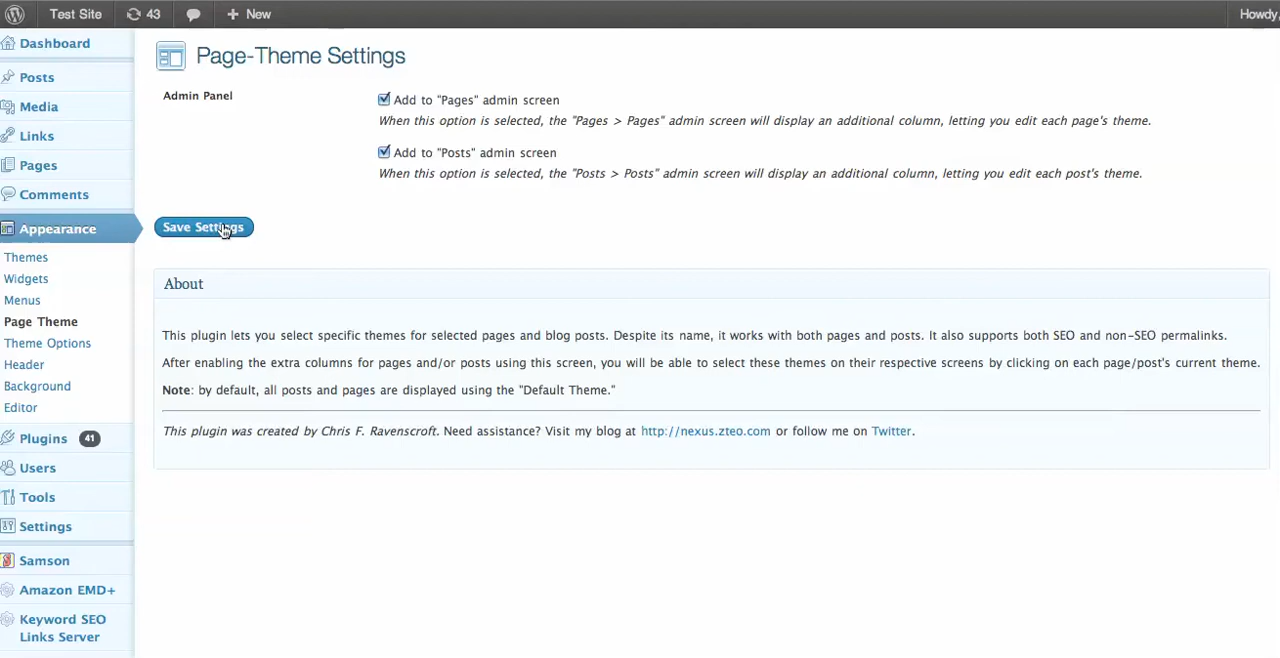 Test Site 43 New Howdy,
Dashboard
Posts
Media
Links
Pages
Comments
Appearance
Themes
Widgets
Menus
Page Theme
Theme Options
Header
Background
Editor
Plugins 41
Users
Tools
Settings
Samson
Amazon EMD+
Keyword SEO
Links Server
Page-Theme Settings
Admin Panel
Add to "Pages" admin screen
When this option is selected, the "Pages > Pages" admin screen will display an additional column, letting you edit each page's theme.
Add to "Posts" admin screen
When this option is selected, the "Posts > Posts" admin screen will display an additional column, letting you edit each post's theme.
Save Settings
About
This plugin lets you select specific themes for selected pages and blog posts. Despite its name, it works with both pages and posts. It also supports both SEO and non-SEO permalinks.
After enabling the extra columns for pages and/or posts using this screen, you will be able to select these themes on their respective screens by clicking on each page/post's current theme.
Note: by default, all posts and pages are displayed using the "Default Theme."
This plugin was created by Chris F. Ravenscroft. Need assistance? Visit my blog at http://nexus.zteo.com or follow me on Twitter.